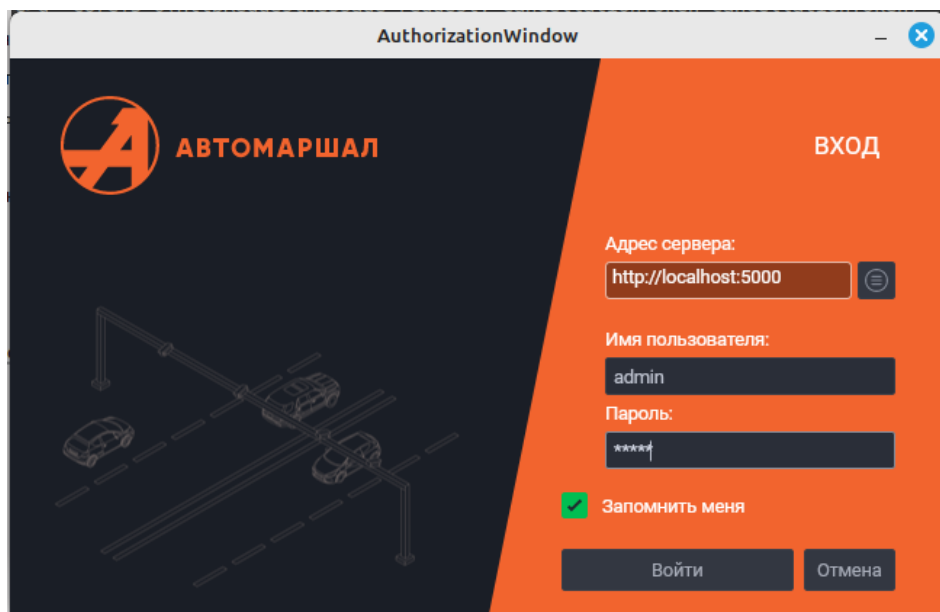 AuthorizationWindow
АВТОМАРШАЛ
ВХОД
Адрес сервера:
http://localhost:5000
Имя пользователя:
admin
Пароль:
*****
Запомнить меня
Войти
Отмена